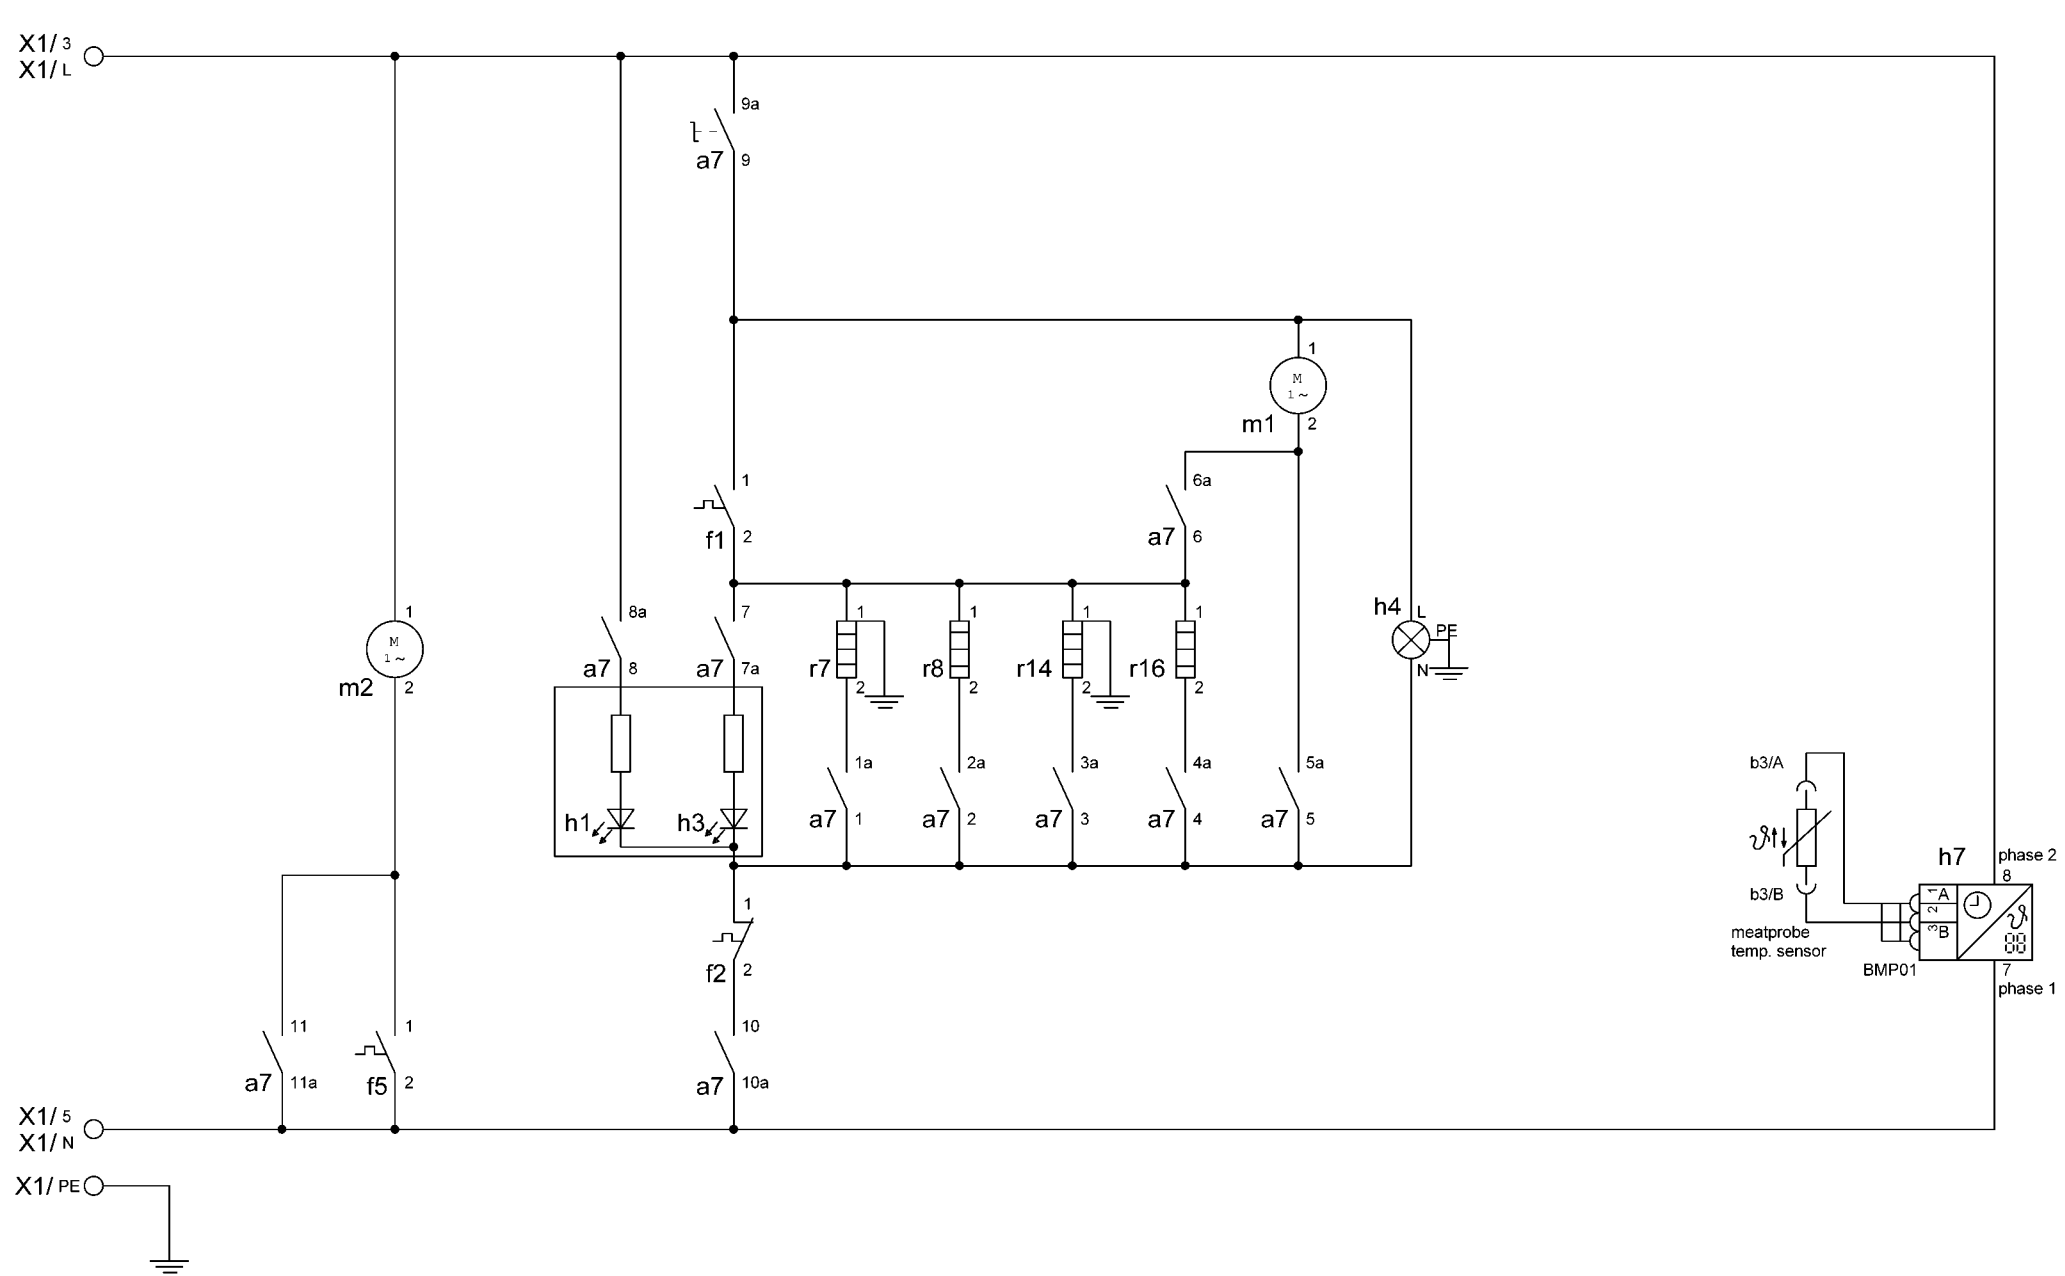 X1/ 3
X1/ L
9a
a7 9
1
M
1 ~
m1 2
1
f1 2
6a
a7 6
1
M
1 ~
m2 2
8a
a7 8
7
a7 7a
1
r7 2
1
r8 2
1
r14 2
1
r16 2
h4 L
PE
N
h1
h3
1a
a7 1
2a
a7 2
3a
a7 3
4a
a7 4
5a
a7 5
b3/A
ϑ
b3/B
meatprobe
temp. sensor
h7
phase 2
8
1 A
2
3 B
ϑ
88
BMP01
7
phase 1
1
f2 2
11
a7 11a
1
f5 2
10
a7 10a
X1/ 5
X1/ N
X1/ PE